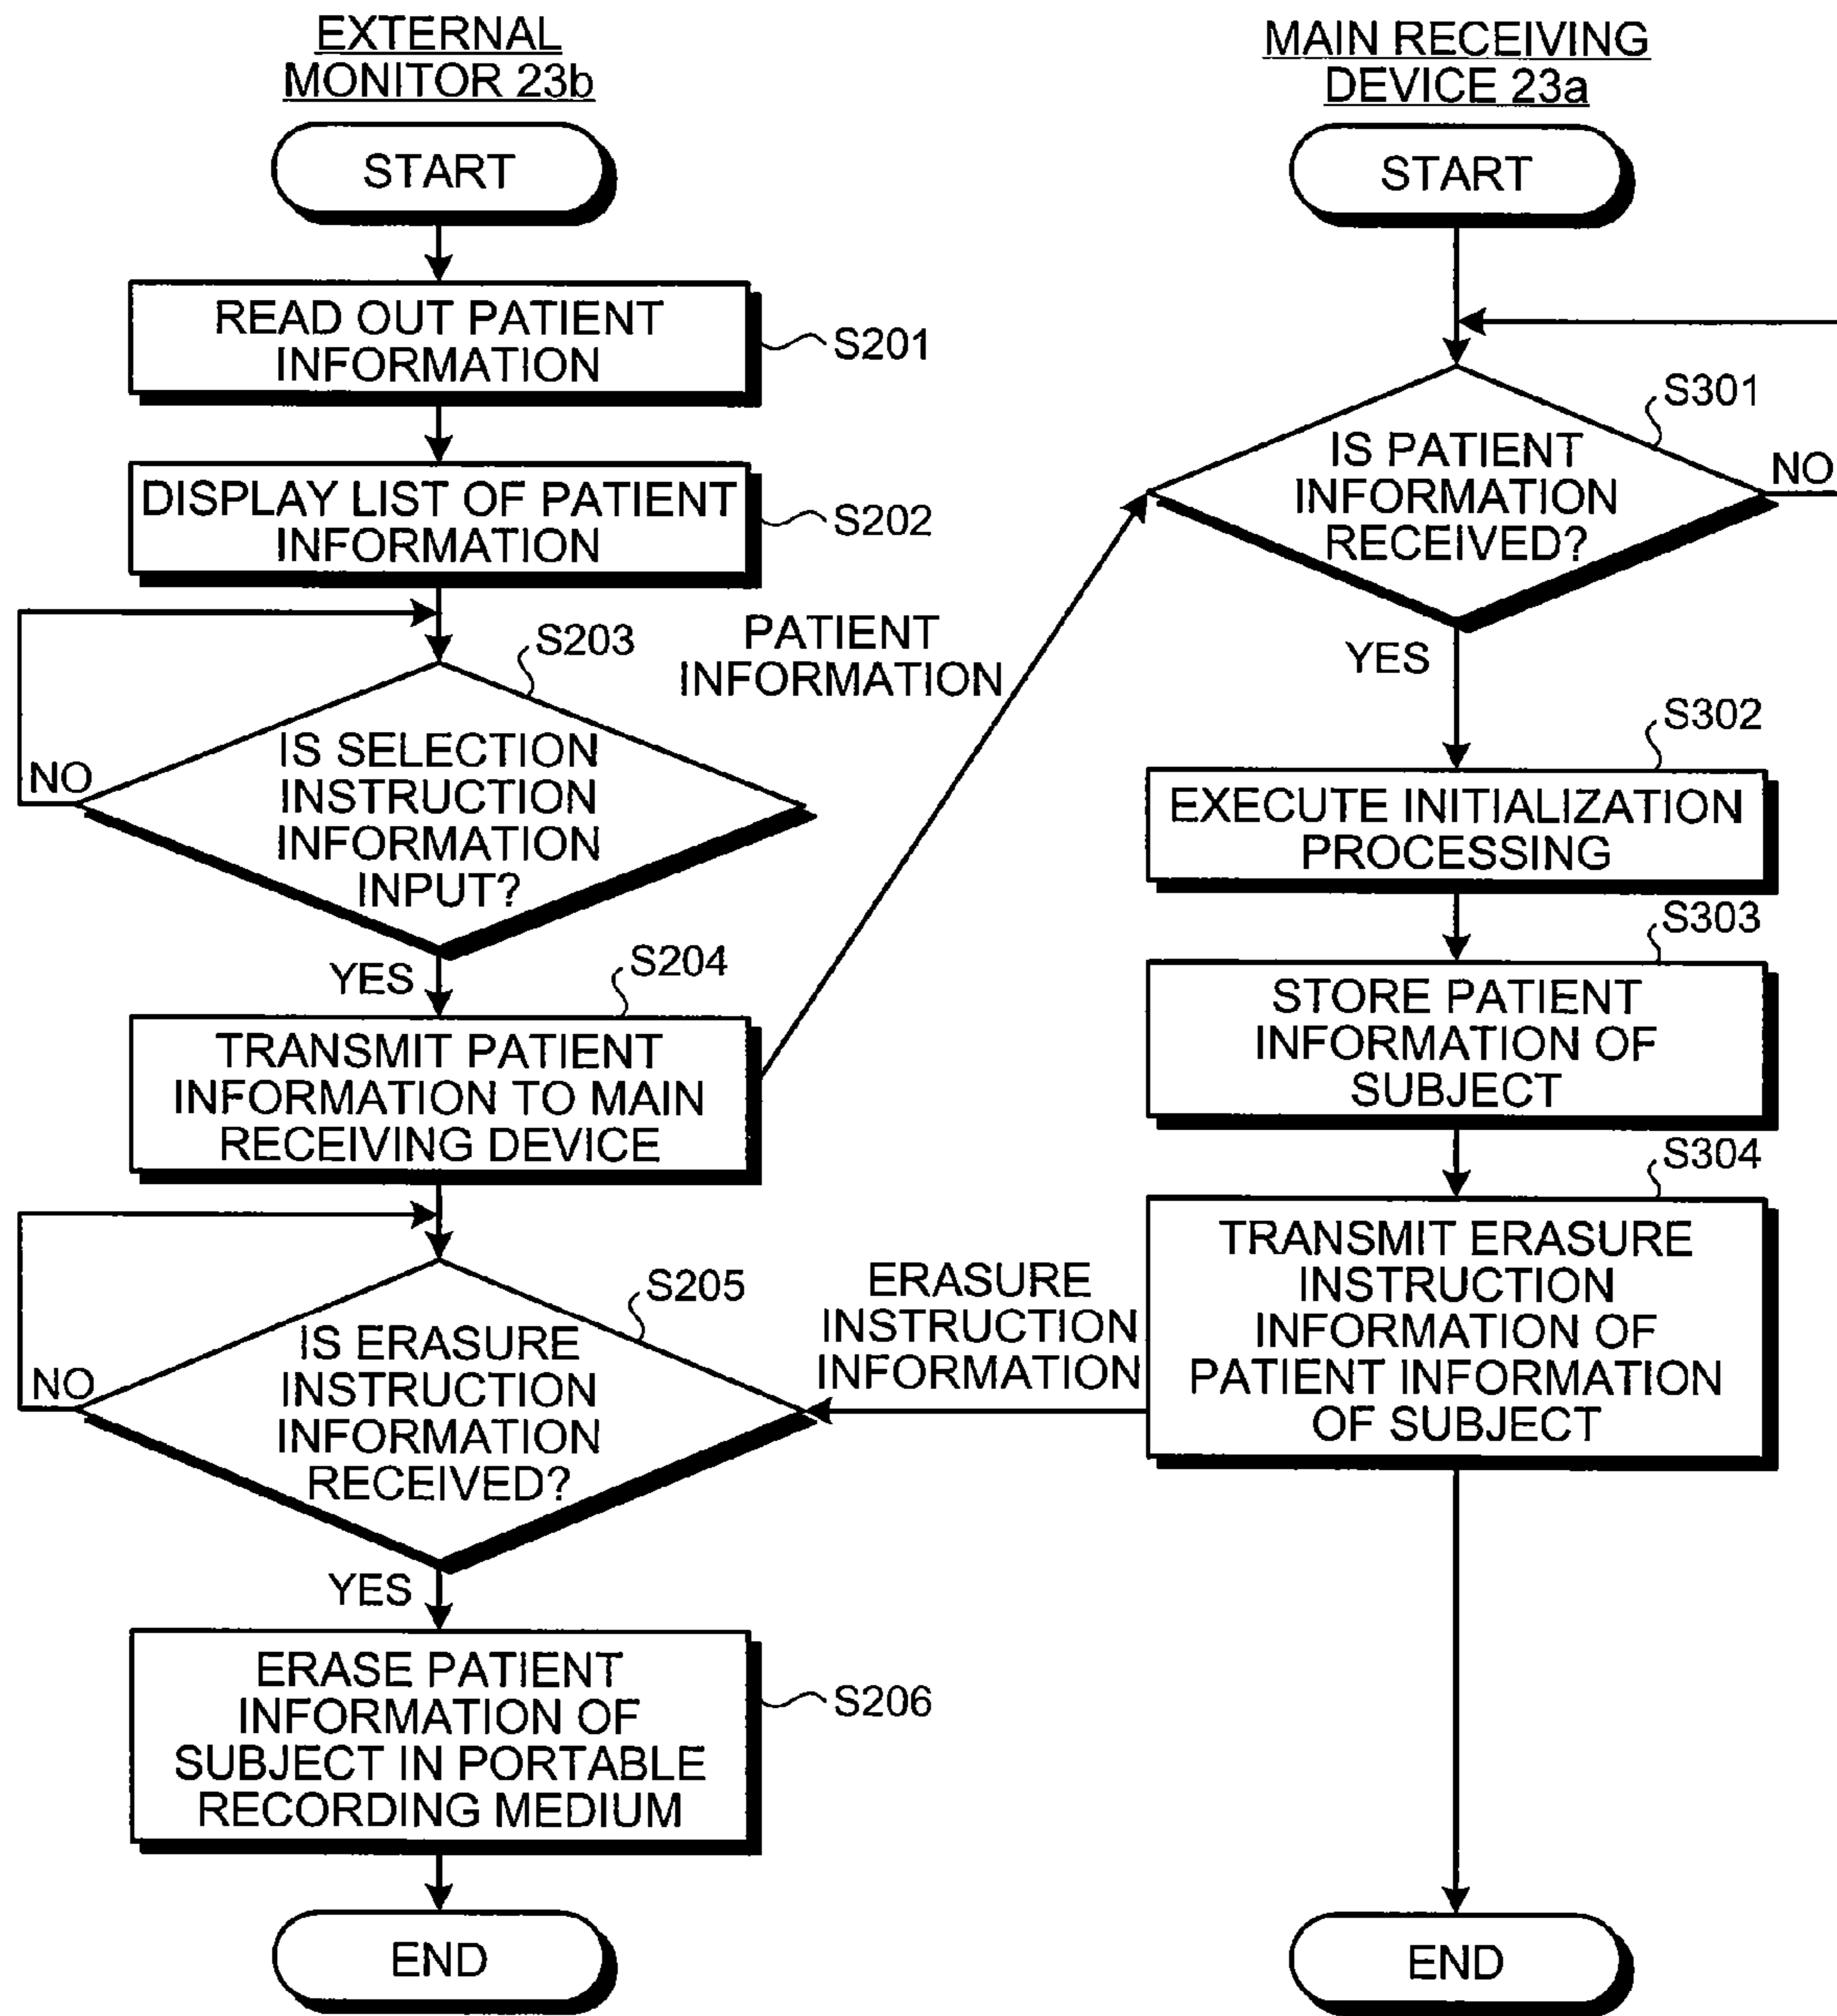 EXTERNAL
MONITOR 23b
START
READ OUT PATIENT
INFORMATION
S201
DISPLAY LIST OF PATIENT
INFORMATION
S202
S203
IS SELECTION
INSTRUCTION
INFORMATION
INPUT?
NO
YES
S204
TRANSMIT PATIENT
INFORMATION TO MAIN
RECEIVING DEVICE
PATIENT
INFORMATION
S205
IS ERASURE
INSTRUCTION
INFORMATION
RECEIVED?
NO
YES
ERASE PATIENT
INFORMATION OF
SUBJECT IN PORTABLE
RECORDING MEDIUM
S206
END
MAIN RECEIVING
DEVICE 23a
START
S301
IS PATIENT
INFORMATION
RECEIVED?
NO
YES
S302
EXECUTE INITIALIZATION
PROCESSING
S303
STORE PATIENT
INFORMATION OF
SUBJECT
S304
TRANSMIT ERASURE
INSTRUCTION
INFORMATION OF
PATIENT INFORMATION
OF SUBJECT
ERASURE
INSTRUCTION
INFORMATION
END